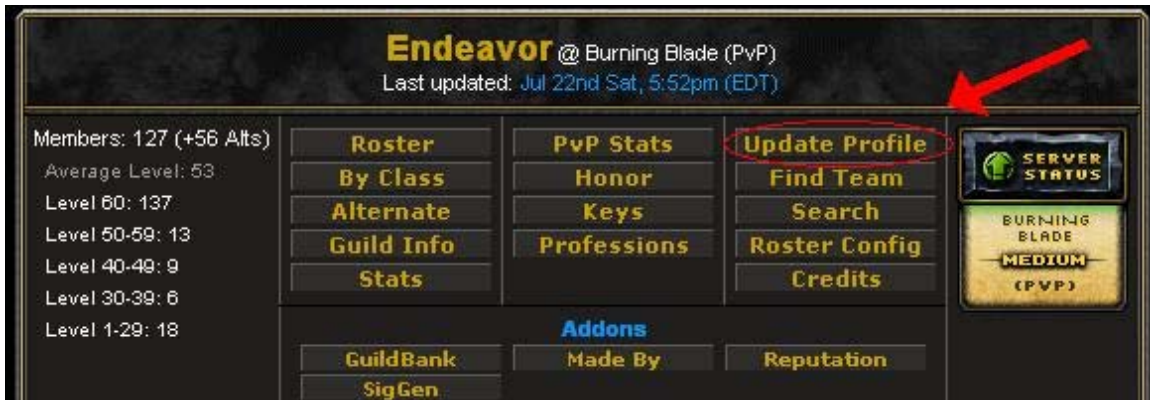 Endeavor @ Burning Blade (PvP)
Last updated: Jul 22nd Sat, 5:52pm (EDT)
Members: 127 (+56 Alts)
Average Level: 53
Level 60: 137
Level 50-59: 13
Level 40-49: 9
Level 30-39: 6
Level 1-29: 18
Roster
By Class
Alternate
Guild Info
Stats
PvP Stats
Honor
Keys
Professions
Update Profile
Find Team
Search
Roster Config
Credits
Addons
GuildBank
Made By
Reputation
SigGen
SERVER
STATUS
BURNING
BLADE
MEDIUM
(PVP)